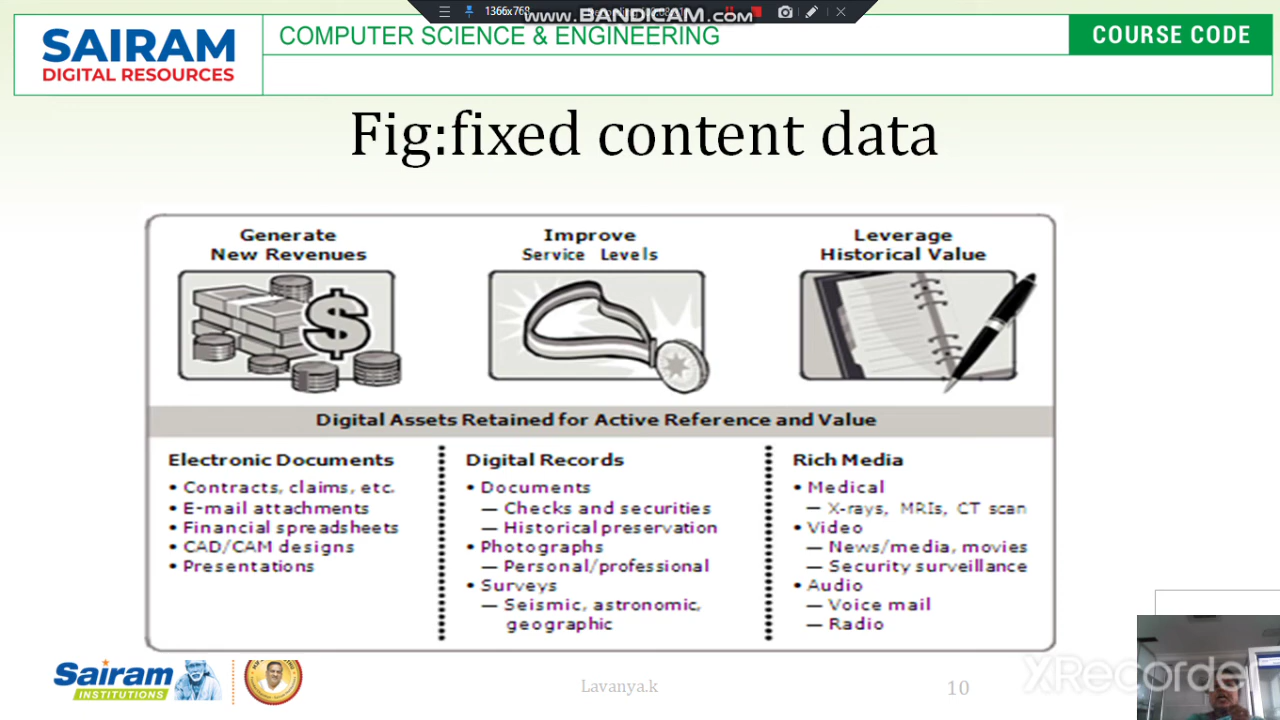 1366x768
www.BANDICAM.com
SAIRAM
DIGITAL RESOURCES
COMPUTER SCIENCE & ENGINEERING
COURSE CODE
Fig:fixed content data
Generate
New Revenues
Improve
Service Levels
Leverage
Historical Value
$
Digital Assets Retained for Active Reference and Value
Electronic Documents
• Contracts, claims, etc.
• E-mail attachments
• Financial spreadsheets
• CAD/CAM designs
• Presentations
Digital Records
• Documents
— Checks and securities
— Historical preservation
• Photographs
— Personal/professional
• Surveys
— Seismic, astronomic,
geographic
Rich Media
• Medical
— X-rays, MRIs, CT scan
• Video
— News/media, movies
— Security surveillance
• Audio
— Voice mail
— Radio
Sairam
INSTITUTIONS
Lavanya.k
10
XRecorder